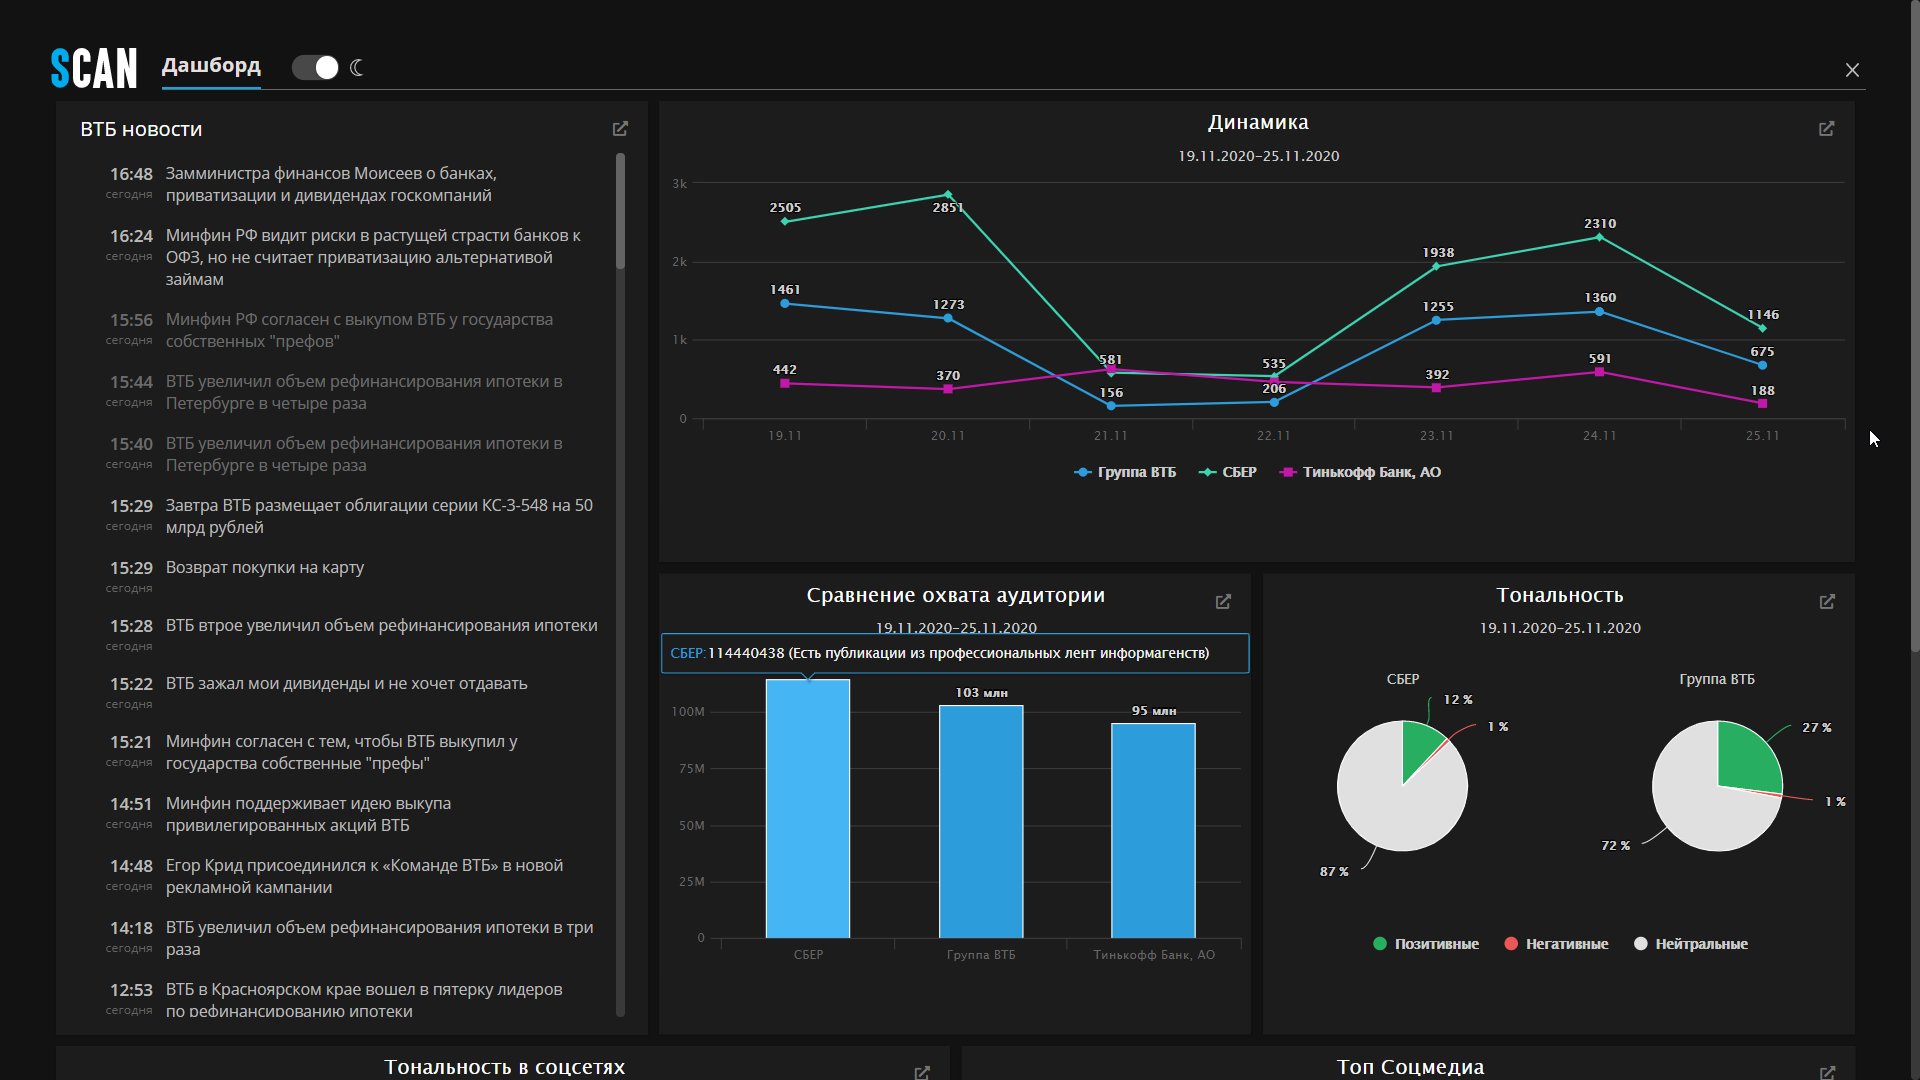 SCAN
Дашборд
ВТБ новости
16:48 Замминистра финансов Моисеев о банках,
сегодня приватизации и дивидендах госкомпаний
16:24 Минфин РФ видит риски в растущей страсти банков к
сегодня ОФЗ, но не считает приватизацию альтернативой
займам
15:56 Минфин РФ согласен с выкупом ВТБ у государства
сегодня собственных "префов"
15:44 ВТБ увеличил объем рефинансирования ипотеки в
сегодня Петербурге в четыре раза
15:40 ВТБ увеличил объем рефинансирования ипотеки в
сегодня Петербурге в четыре раза
15:29 Завтра ВТБ размещает облигации серии КС-3-548 на 50
сегодня млрд рублей
15:29 Возврат покупки на карту
сегодня
15:28 ВТБ втрое увеличил объем рефинансирования ипотеки
сегодня
15:22 ВТБ зажал мои дивиденды и не хочет отдавать
сегодня
15:21 Минфин согласен с тем, чтобы ВТБ выкупил у
сегодня государства собственные "префы"
14:51 Минфин поддерживает идею выкупа
сегодня привилегированных акций ВТБ
14:48 Егор Крид присоединился к «Команде ВТБ» в новой
сегодня рекламной кампании
14:18 ВТБ увеличил объем рефинансирования ипотеки в три
сегодня раза
12:53 ВТБ в Красноярском крае вошел в пятерку лидеров
сегодня по рефинансированию ипотеки
Динамика
19.11.2020–25.11.2020
3k
2k
1k
0
2505 2851 581 535 1938 2310 1146
1461 1273 156 206 1255 1360 675
442 370 392 591 188
19.11 20.11 21.11 22.11 23.11 24.11 25.11
Группа ВТБ СБЕР Тинькофф Банк, АО
Сравнение охвата аудитории
19.11.2020–25.11.2020
СБЕР: 114440438 (Есть публикации из профессиональных лент информагенств)
103 млн
95 млн
100M
75M
50M
25M
0
СБЕР Группа ВТБ Тинькофф Банк, АО
Тональность
19.11.2020–25.11.2020
СБЕР
12 %
1 %
87 %
Группа ВТБ
27 %
1 %
72 %
Позитивные Негативные Нейтральные
Тональность в соцсетях
Топ Соцмедиа